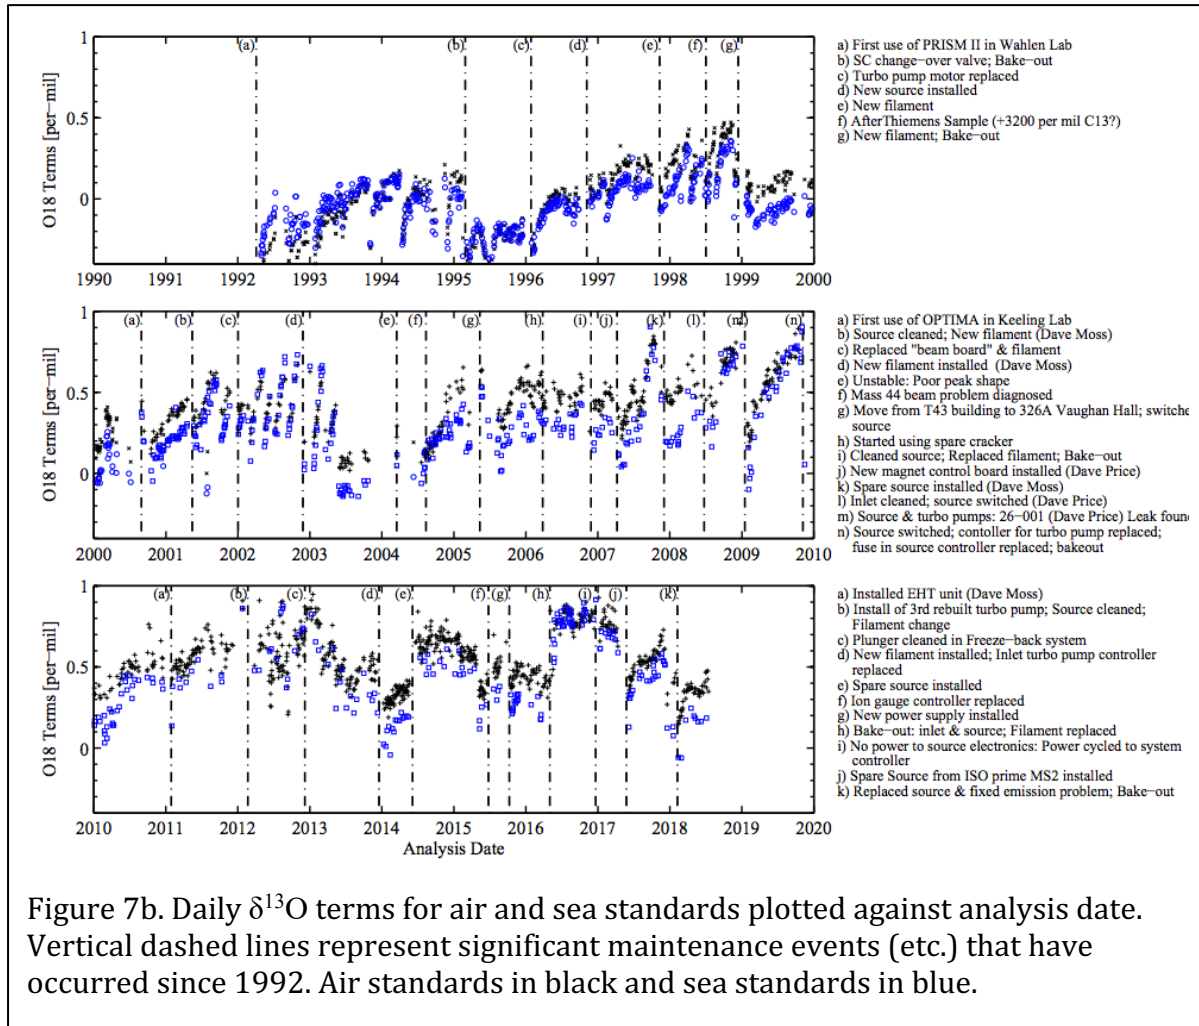 1
0.5
0
O18 Terms [per−mil]
(a)
(b)
(c)
(d)
(e)
(f)
(g)
1990 1991 1992 1993 1994 1995 1996 1997 1998 1999 2000
a) First use of PRISM II in Wahlen Lab
b) SC change−over valve; Bake−out
c) Turbo pump motor replaced
d) New source installed
e) New filament
f) AfterThiemens Sample (+3200 per mil C13?)
g) New filament; Bake−out
1
0.5
0
O18 Terms [per−mil]
(a)
(b)
(c)
(d)
(e)
(f)
(g)
(h)
(i)
(j)
(k)
(l)
(m)
(n)
2000 2001 2002 2003 2004 2005 2006 2007 2008 2009 2010
a) First use of OPTIMA in Keeling Lab
b) Source cleaned; New filament (Dave Moss)
c) Replaced "beam board" & filament
d) New filament installed (Dave Moss)
e) Unstable: Poor peak shape
f) Mass 44 beam problem diagnosed
g) Move from T43 building to 326A Vaughan Hall; switche
source
h) Started using spare cracker
i) Cleaned source; Replaced filament; Bake−out
j) New magnet control board installed (Dave Price)
k) Spare source installed (Dave Moss)
l) Inlet cleaned; source switched (Dave Price)
m) Source & turbo pumps: 26−001 (Dave Price) Leak foun
n) Source switched; contoller for turbo pump replaced;
fuse in source controller replaced; bakeout
1
0.5
0
O18 Terms [per−mil]
(a)
(b)
(c)
(d)
(e)
(f)
(g)
(h)
(i)
(j)
(k)
2010 2011 2012 2013 2014 2015 2016 2017 2018 2019 2020
Analysis Date
a) Installed EHT unit (Dave Moss)
b) Install of 3rd rebuilt turbo pump; Source cleaned;
Filament change
c) Plunger cleaned in Freeze−back system
d) New filament installed; Inlet turbo pump controller
replaced
e) Spare source installed
f) Ion gauge controller replaced
g) New power supply installed
h) Bake−out: inlet & source; Filament replaced
i) No power to source electronics: Power cycled to system
controller
j) Spare Source from ISO prime MS2 installed
k) Replaced source & fixed emission problem; Bake−out
Figure 7b. Daily δ¹³O terms for air and sea standards plotted against analysis date.
Vertical dashed lines represent significant maintenance events (etc.) that have
occurred since 1992. Air standards in black and sea standards in blue.